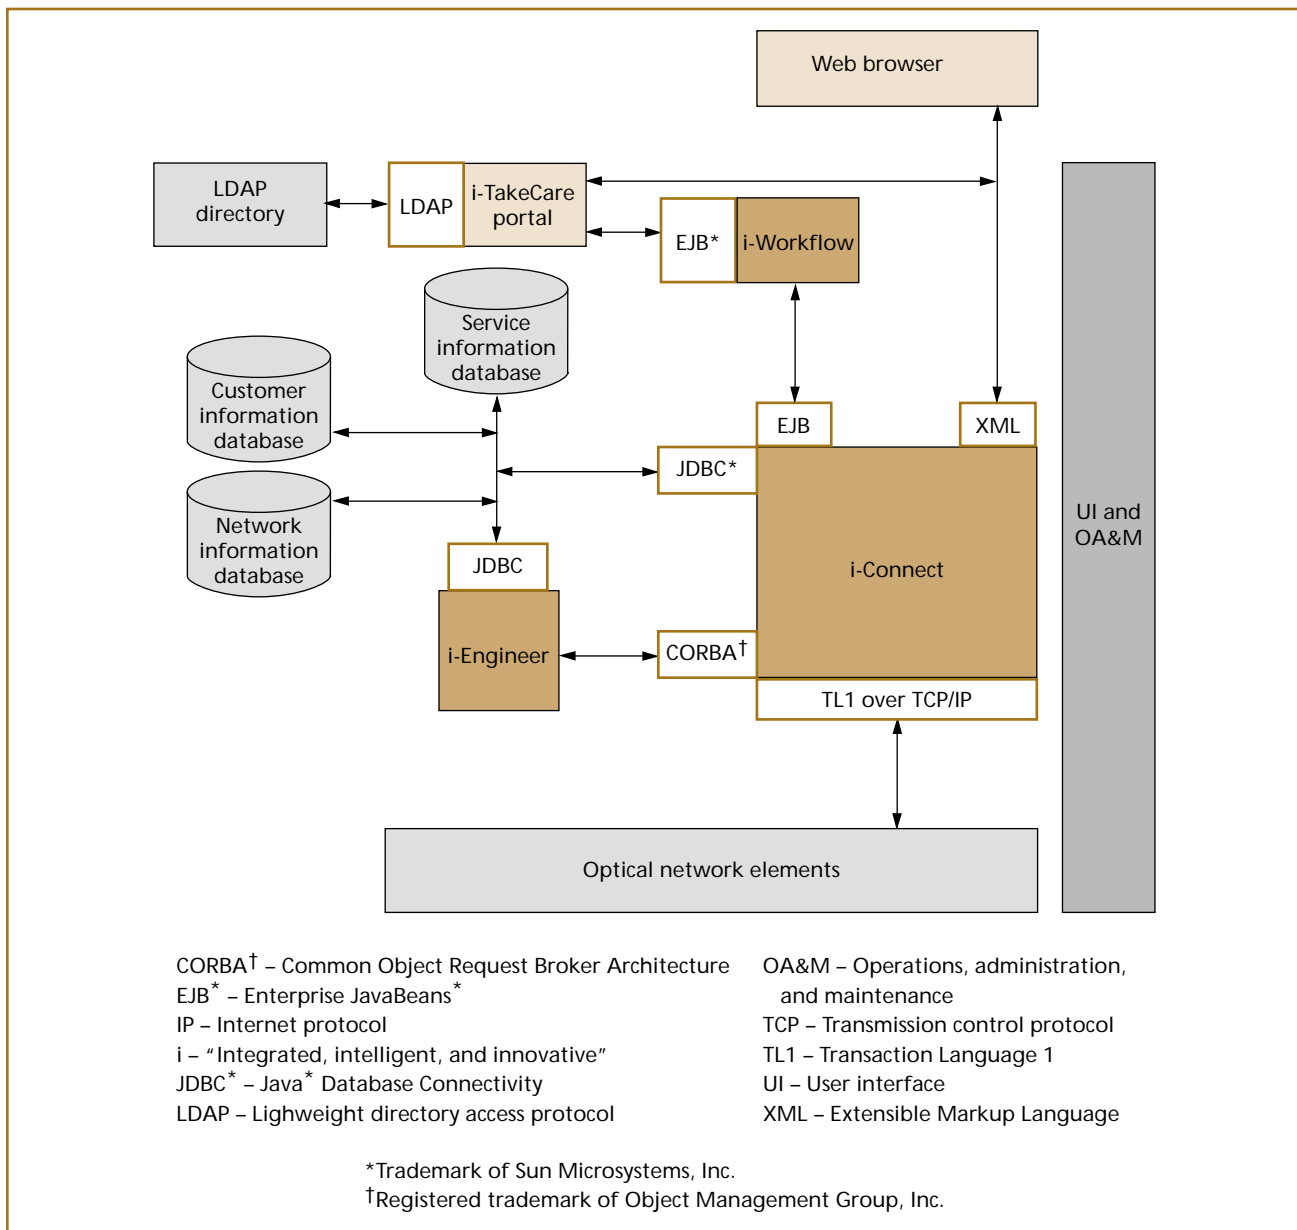 Web browser
LDAP
directory
LDAP
i-TakeCare
portal
EJB*
i-Workflow
Service
information
database
Customer
information
database
Network
information
database
EJB
XML
JDBC*
JDBC
i-Connect
UI and
OA&M
i-Engineer
CORBA†
TL1 over TCP/IP
Optical network elements
CORBA† – Common Object Request Broker Architecture
EJB* – Enterprise JavaBeans*
IP – Internet protocol
i – “Integrated, intelligent, and innovative”
JDBC* – Java* Database Connectivity
LDAP – Lighweight directory access protocol
OA&M – Operations, administration,
and maintenance
TCP – Transmission control protocol
TL1 – Transaction Language 1
UI – User interface
XML – Extensible Markup Language
*Trademark of Sun Microsystems, Inc.
†Registered trademark of Object Management Group, Inc.